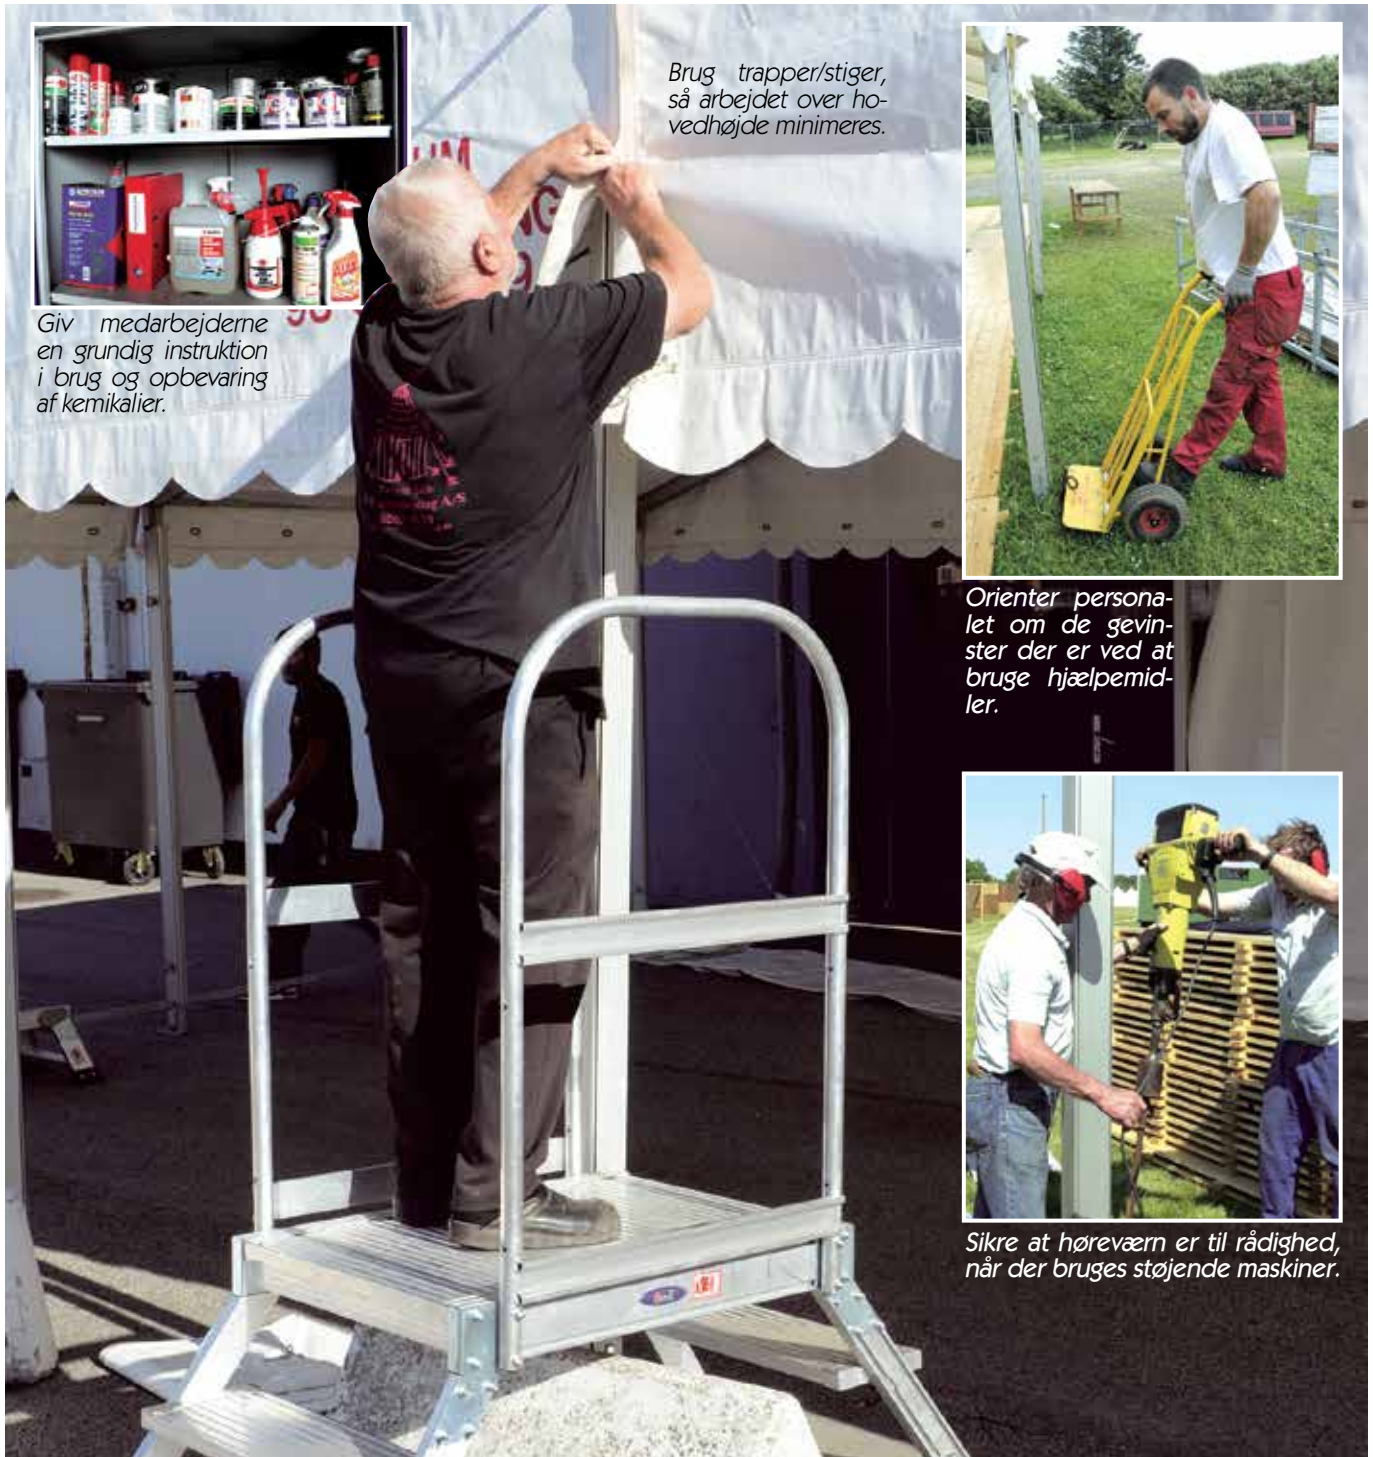 Brug trapper/stiger,
så arbejdet over ho-
vedhøjde minimeres.
Giv medarbejderne
en grundig instruktion
i brug og opbevaring
af kemikalier.
Orienter persona-
let om de gevin-
ster der er ved at
bruge hjælpemid-
ler.
Sikre at høreværn er til rådighed,
når der bruges støjende maskiner.